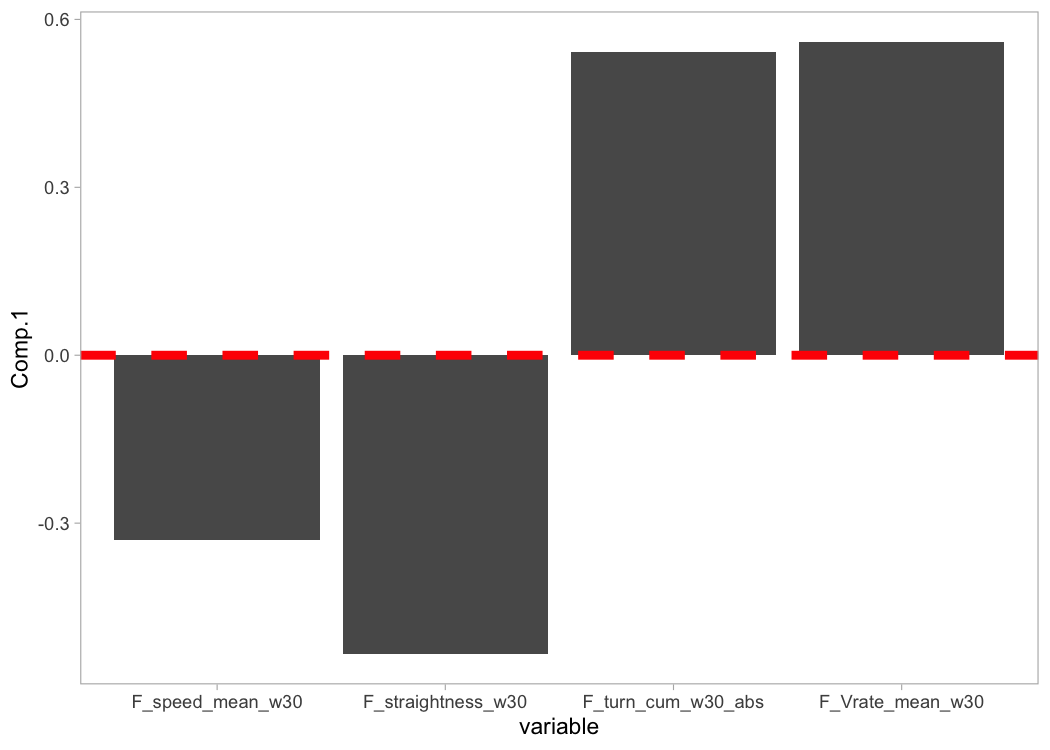 0.6
0.3
0.0
-0.3
Comp.1
F_speed_mean_w30 F_straightness_w30 F_turn_cum_w30_abs F_Vrate_mean_w30
variable